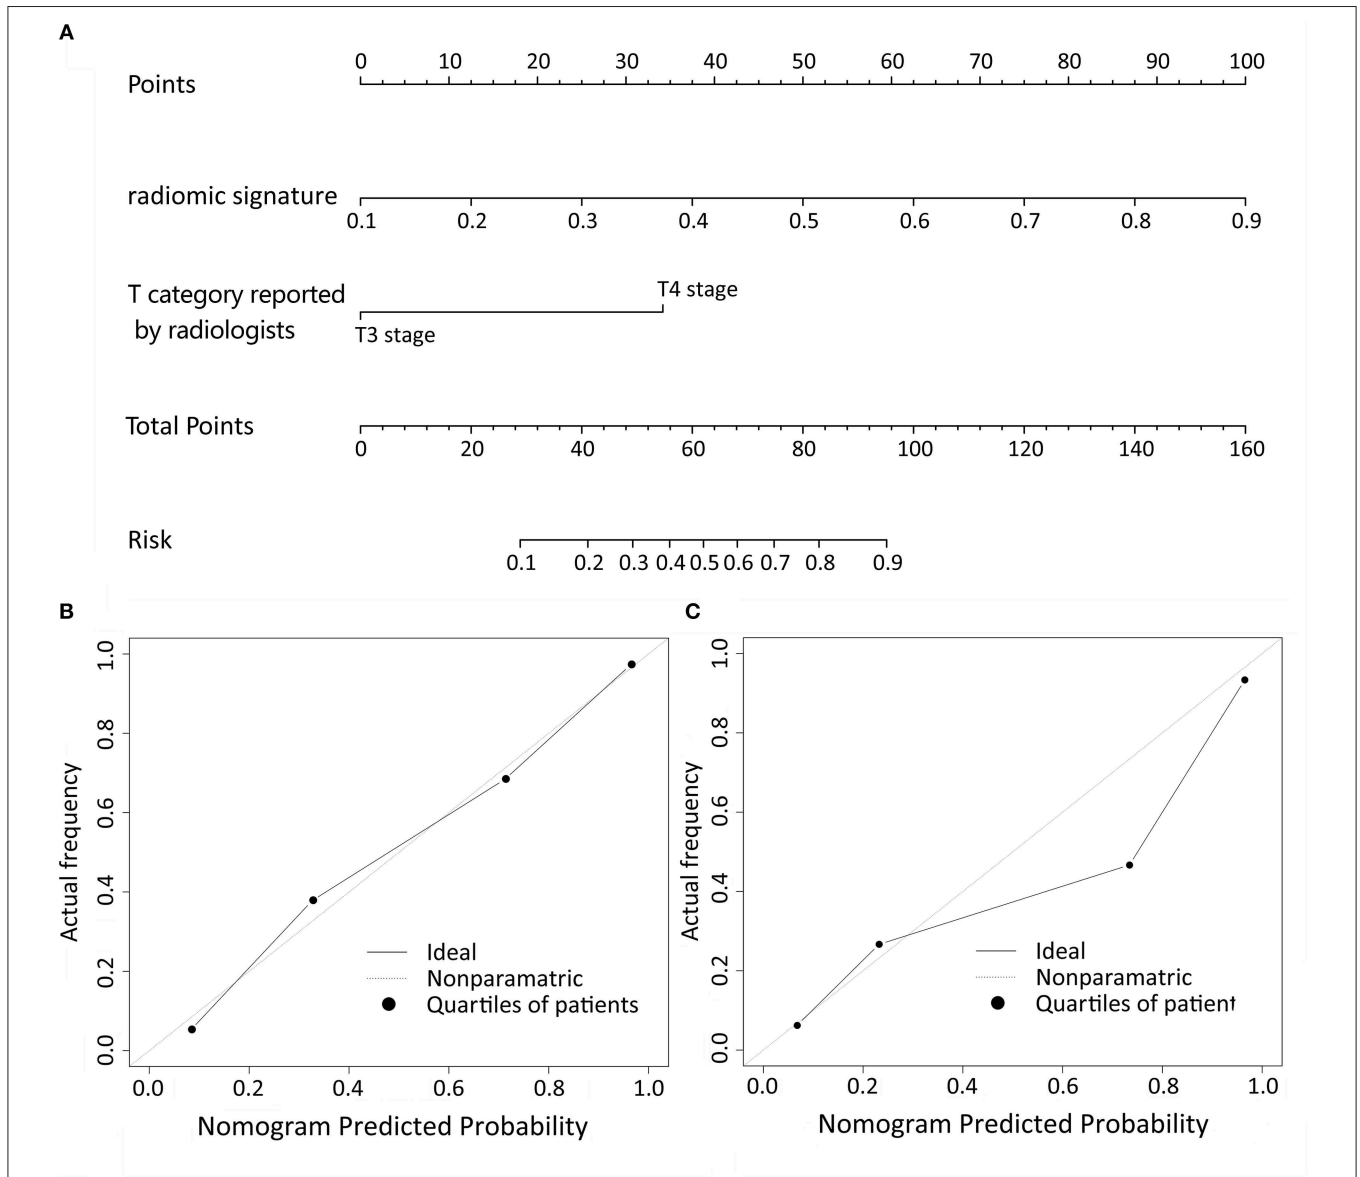 A
0 10 20 30 40 50 60 70 80 90 100
Points
radiomic signature
0.1 0.2 0.3 0.4 0.5 0.6 0.7 0.8 0.9
T category reported
by radiologists
T4 stage
T3 stage
Total Points
0 20 40 60 80 100 120 140 160
Risk
0.1 0.2 0.3 0.4 0.5 0.6 0.7 0.8 0.9
B
Actual frequency
1.0
0.8
0.6
0.4
0.2
0.0
Ideal
Nonparamatric
Quartiles of patients
0.0 0.2 0.4 0.6 0.8 1.0
Nomogram Predicted Probability
C
Actual frequency
1.0
0.8
0.6
0.4
0.2
0.0
Ideal
Nonparamatric
Quartiles of patient
0.0 0.2 0.4 0.6 0.8 1.0
Nomogram Predicted Probability